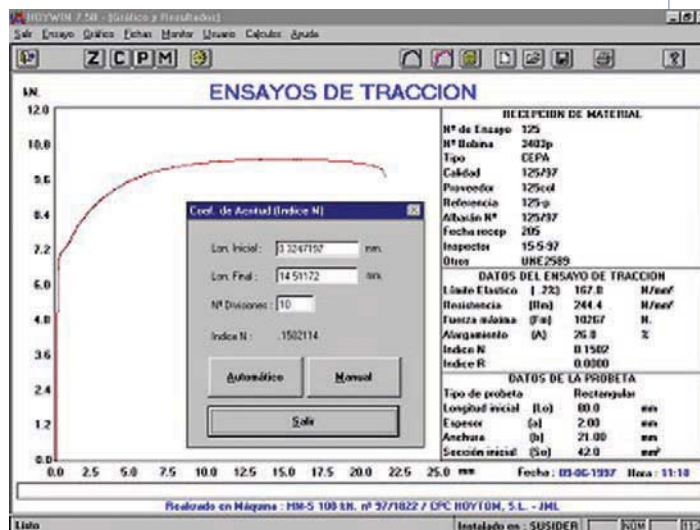 HOYWIN 7.50 - [Gráfico y Resultados]
Salir Ensayo Gráfico Fichas Monitor Usuario Calculos Ayuda
Z C P M
kN.
ENSAYOS DE TRACCION
12.0
10.8
9.6
8.4
7.2
6.0
4.8
3.6
2.4
1.2
0.0
0.0 2.5 5.0 7.5 10.0 12.5 15.0 17.5 20.0 22.5 25.0 mm
Coef. de Acritud (Indice N)
Lon. Inicial : 3.3247197 mm.
Lon. Final : 14.51172 mm.
Nº Divisiones : 10
Indice N : .1502114
Automático Manual
Salir
RECEPCION DE MATERIAL
Nº de Ensayo 125
Nº Bobina 3403p
Tipo CEPA
Calidad 125/97
Proveedor 125col
Referencia 125-p
Albarán Nº 125/97
Fecha recep 205
Inspector 15-5-97
Otros UNE2589
DATOS DEL ENSAYO DE TRACCION
Límite Elastico ( .2%) 167.8 N/mm²
Resistencia (Rm) 244.4 N/mm²
Fuerza máxima (Fm) 10267 N.
Alargamiento (A) 26.8 %
Indice N 0.1502
Indice R 0.0000
DATOS DE LA PROBETA
Tipo de probeta Rectangular
Longitud inicial (Lo) 80.0 mm
Espesor (a) 2.00 mm
Anchura (b) 21.00 mm
Sección inicial (So) 42.0 mm²
Fecha : 09-06-1997 Hora : 11:18
Realizado en Máquina : HM-S 100 kN. nº 97/1822 / CPC HOYTOM, S.L. - JML
Listo Instalado en : SUSIDER NUM